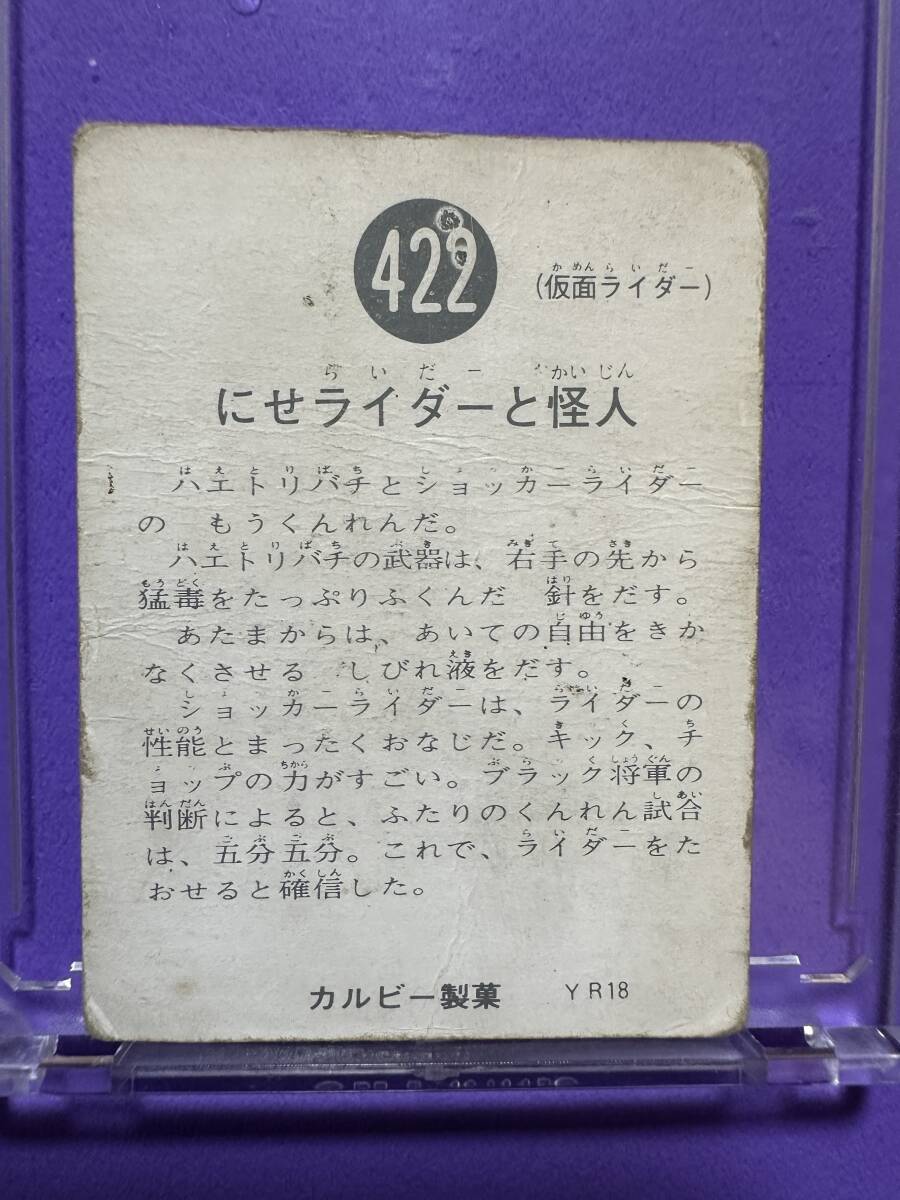 422
(仮面ライダー)
にせライダーと怪人
ハエトリバチとショッカーライダー
の もうくんれんだ。
ハエトリバチの武器は、右手の先から
猛毒をたっぷりふくんだ 針をだす。
あたまからは、あいての自由をきか
なくさせる しびれ液をだす。
ショッカーライダーは、ライダーの
性能とまったくおなじだ。キック、チ
ョップの力がすごい。ブラック将軍の
判断によると、ふたりのくんれん試合
は、五分五分。これで、ライダーをた
おせると確信した。
カルビー製菓 YR18